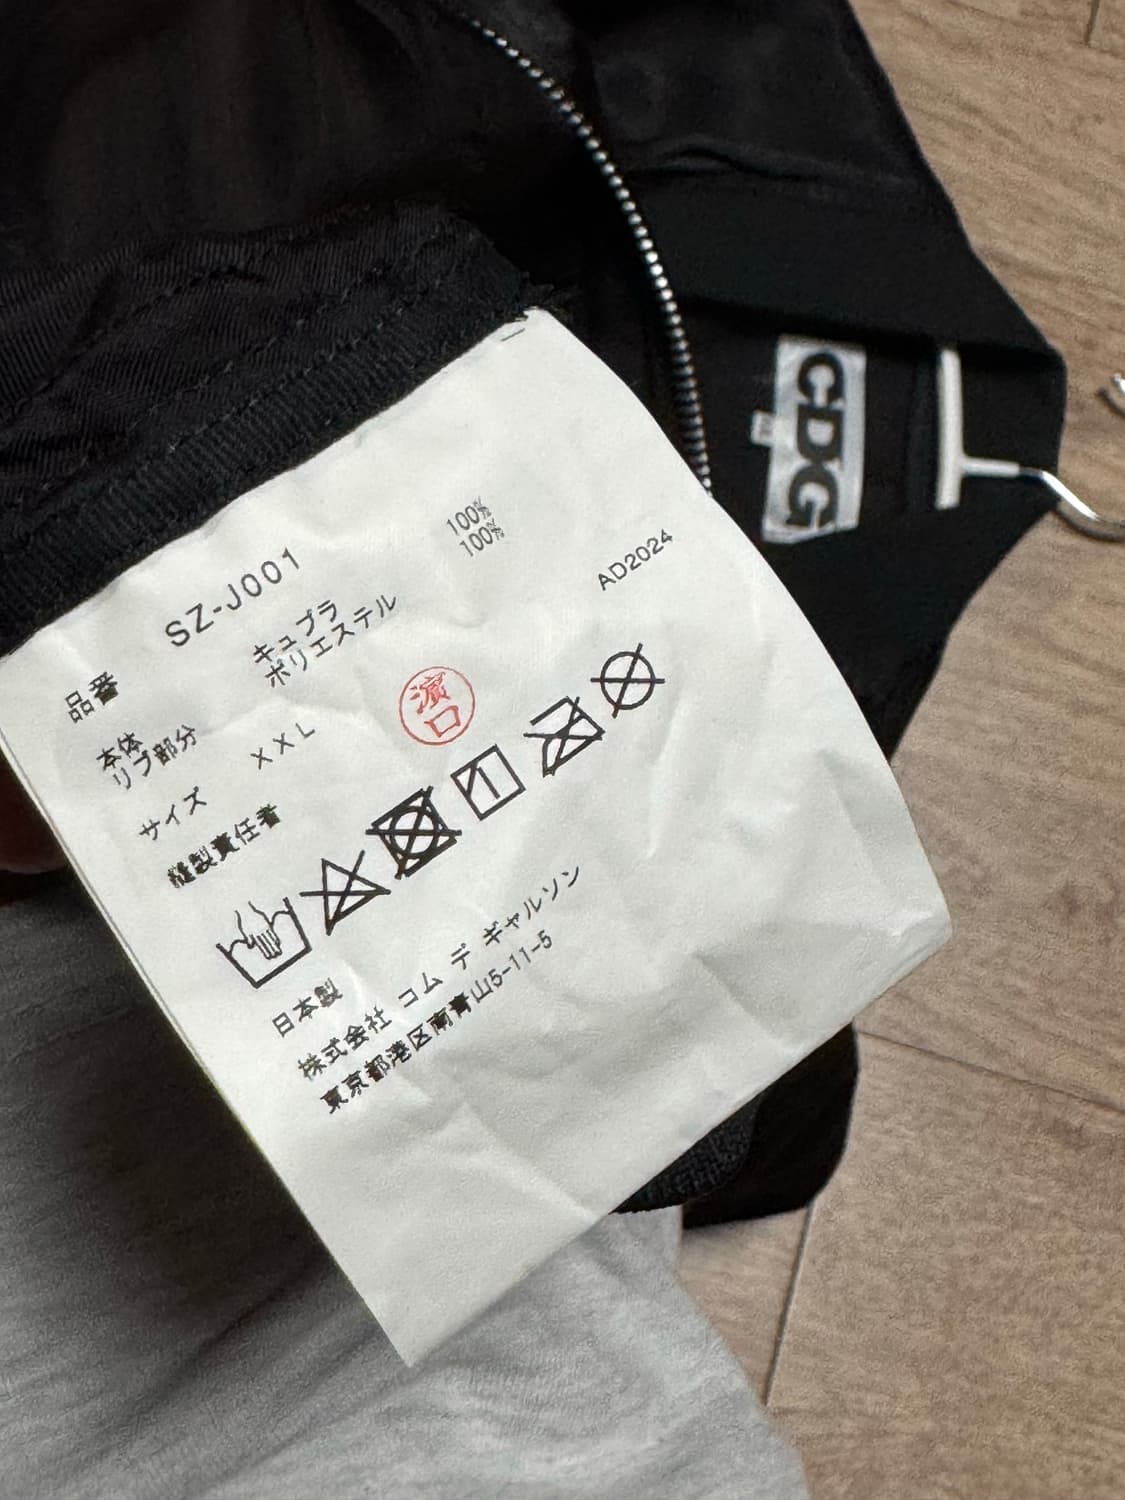 CDG
品番 SZ-J001
本体 キュプラ 100%
リブ部分 ポリエステル 100%
サイズ XXL
AD2024
縫製責任者 濵口
日本製
株式会社 コム デ ギャルソン
東京都港区南青山5-11-5